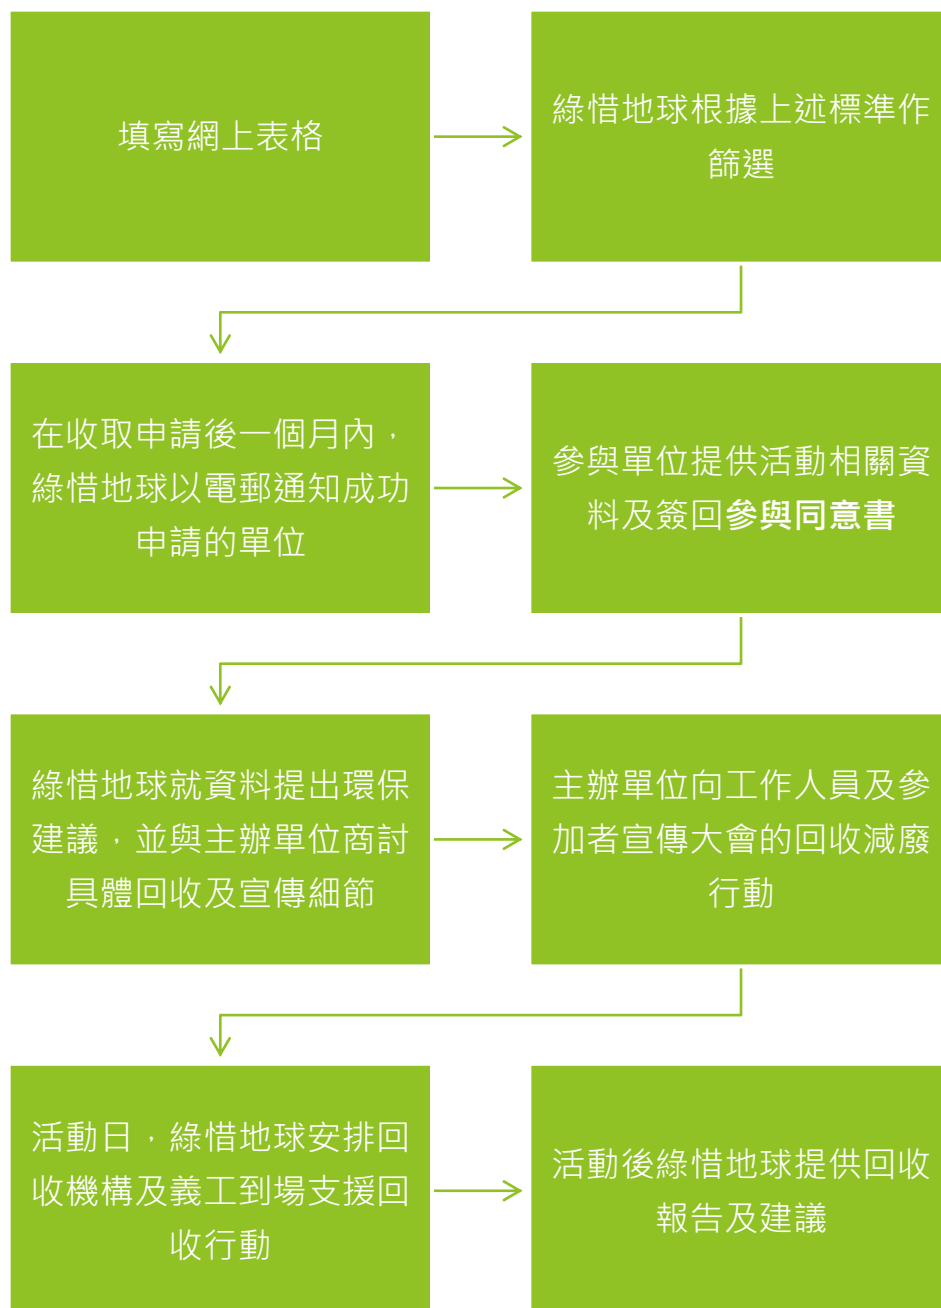 填寫網上表格
綠惜地球根據上述標準作
篩選
在收取申請後一個月內，
綠惜地球以電郵通知成功
申請的單位
參與單位提供活動相關資
料及簽回參與同意書
綠惜地球就資料提出環保
建議，並與主辦單位商討
具體回收及宣傳細節
主辦單位向工作人員及參
加者宣傳大會的回收減廢
行動
活動日，綠惜地球安排回
收機構及義工到場支援回
收行動
活動後綠惜地球提供回收
報告及建議